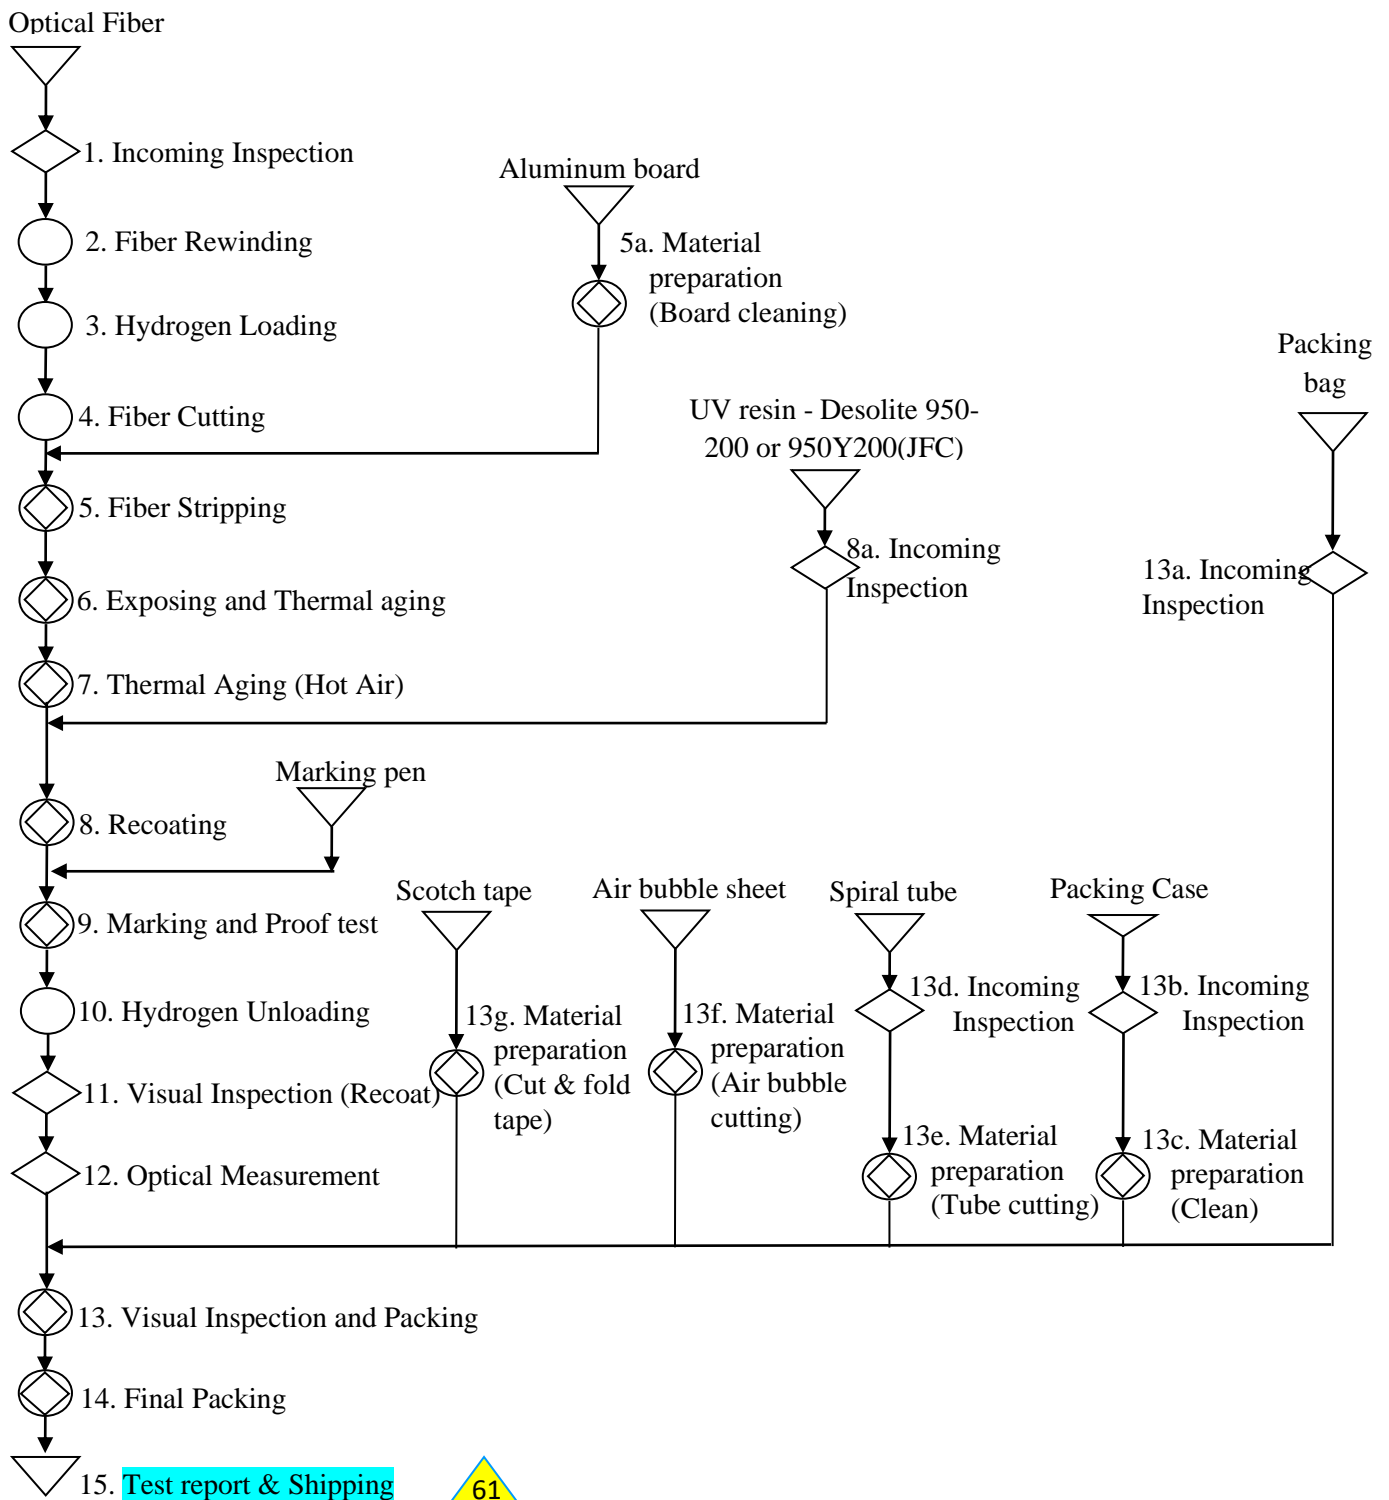 Optical Fiber
1. Incoming Inspection
Aluminum board
2. Fiber Rewinding
5a. Material
preparation
(Board cleaning)
3. Hydrogen Loading
Packing
bag
4. Fiber Cutting
UV resin - Desolite 950-
200 or 950Y200(JFC)
5. Fiber Stripping
8a. Incoming
Inspection
13a. Incoming
Inspection
6. Exposing and Thermal aging
7. Thermal Aging (Hot Air)
Marking pen
8. Recoating
Scotch tape
Air bubble sheet
Spiral tube
Packing Case
9. Marking and Proof test
13d. Incoming
Inspection
13b. Incoming
Inspection
10. Hydrogen Unloading
13g. Material
preparation
(Cut & fold
tape)
13f. Material
preparation
(Air bubble
cutting)
11. Visual Inspection (Recoat)
13e. Material
preparation
(Tube cutting)
13c. Material
preparation
(Clean)
12. Optical Measurement
13. Visual Inspection and Packing
14. Final Packing
15. Test report & Shipping
61